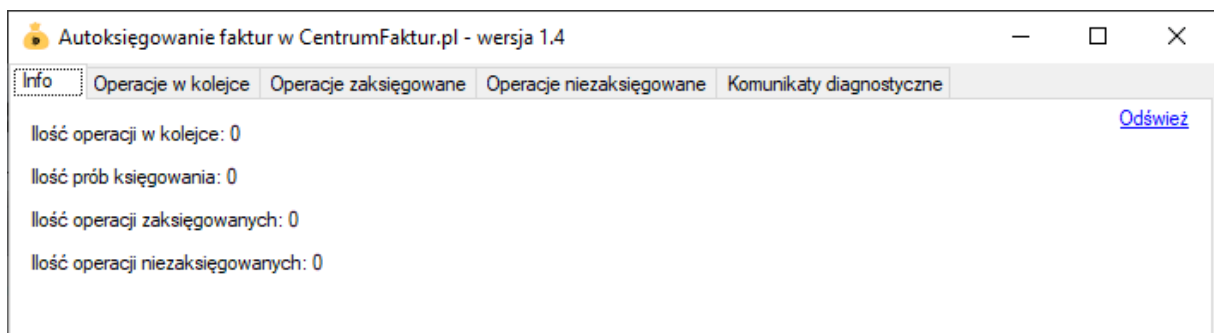 Autoksięgowanie faktur w CentrumFaktur.pl - wersja 1.4
Info Operacje w kolejce Operacje zaksięgowane Operacje niezaksięgowane Komunikaty diagnostyczne
Odśwież
Ilość operacji w kolejce: 0
Ilość prób księgowania: 0
Ilość operacji zaksięgowanych: 0
Ilość operacji niezaksięgowanych: 0